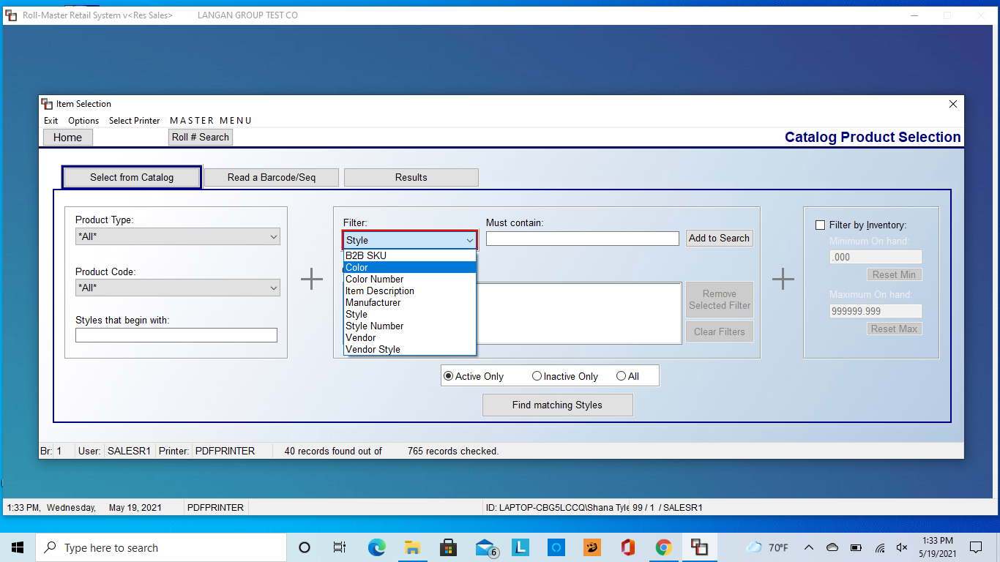 Roll-Master Retail System v<Res Sales> LANGAN GROUP TEST CO
Item Selection
Exit Options Select Printer MASTER MENU
Home Roll # Search Catalog Product Selection
Select from Catalog Read a Barcode/Seq Results
Product Type:
*All*
Product Code:
*All*
Styles that begin with:
Filter:
Style
B2B SKU
Color
Color Number
Item Description
Manufacturer
Style
Style Number
Vendor
Vendor Style
Must contain:
Add to Search
Remove
Selected Filter
Clear Filters
Filter by Inventory:
Minimum On hand:
.000
Reset Min
Maximum On hand:
999999.999
Reset Max
Active Only Inactive Only All
Find matching Styles
Br: 1 User: SALESR1 Printer: PDFPRINTER 40 records found out of 765 records checked.
1:33 PM, Wednesday, May 19, 2021 PDFPRINTER ID: LAPTOP-CBG5LCCQ\Shana Tyle 99 / 1 / SALESR1
Type here to search
6
L
70°F
1:33 PM
5/19/2021